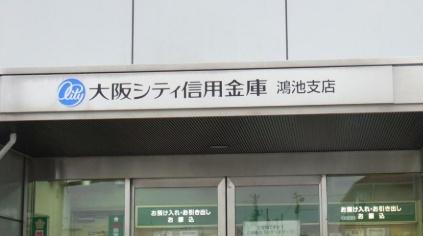 City 大阪シティ信用金庫 鴻池支店
お預け入れ・お引き出し
お振込
お預け入れ・お引き出し
お振込